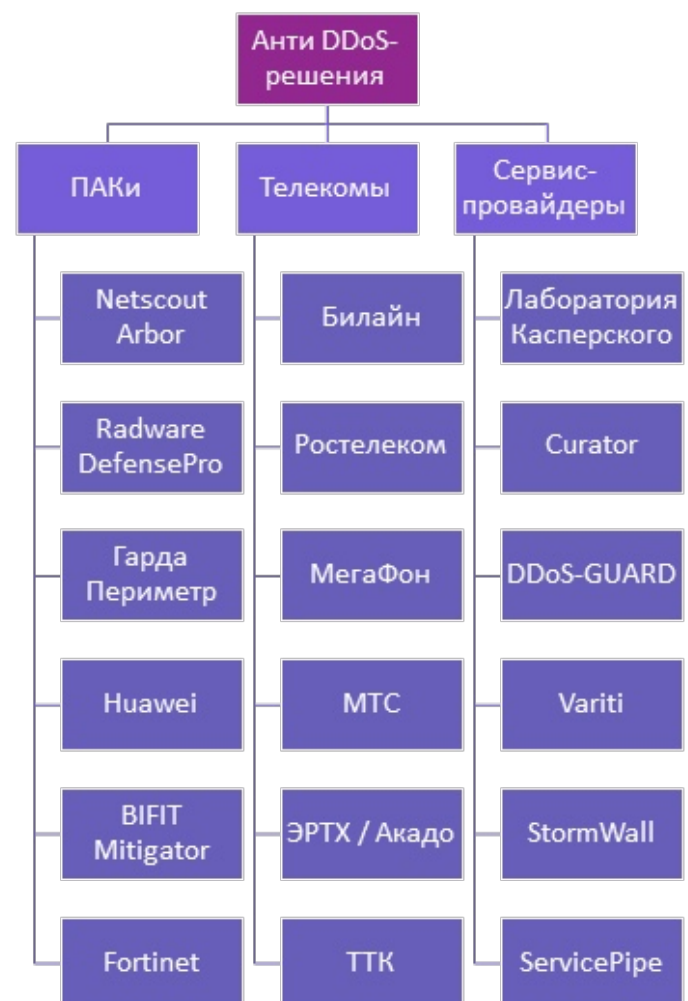 Анти DDoS-
решения
ПАКи
Телекомы
Сервис-
провайдеры
Netscout
Arbor
Билайн
Лаборатория
Касперского
Radware
DefensePro
Ростелеком
Curator
Гарда
Периметр
МегаФон
DDoS-GUARD
Huawei
МТС
Variti
BIFIT
Mitigator
ЭРТХ / Акадо
StormWall
Fortinet
ТТК
ServicePipe